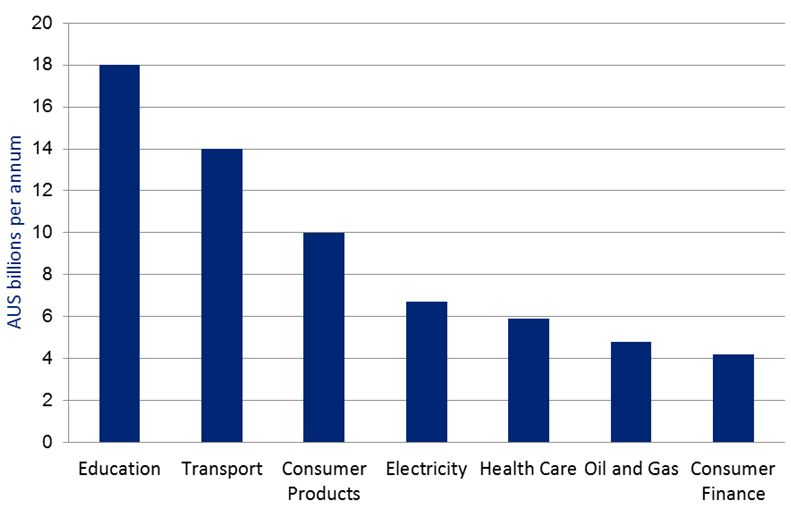 20
18
16
14
12
10
8
6
4
2
0
AUS billions per annum
Education
Transport
Consumer
Products
Electricity
Health Care
Oil and Gas
Consumer
Finance